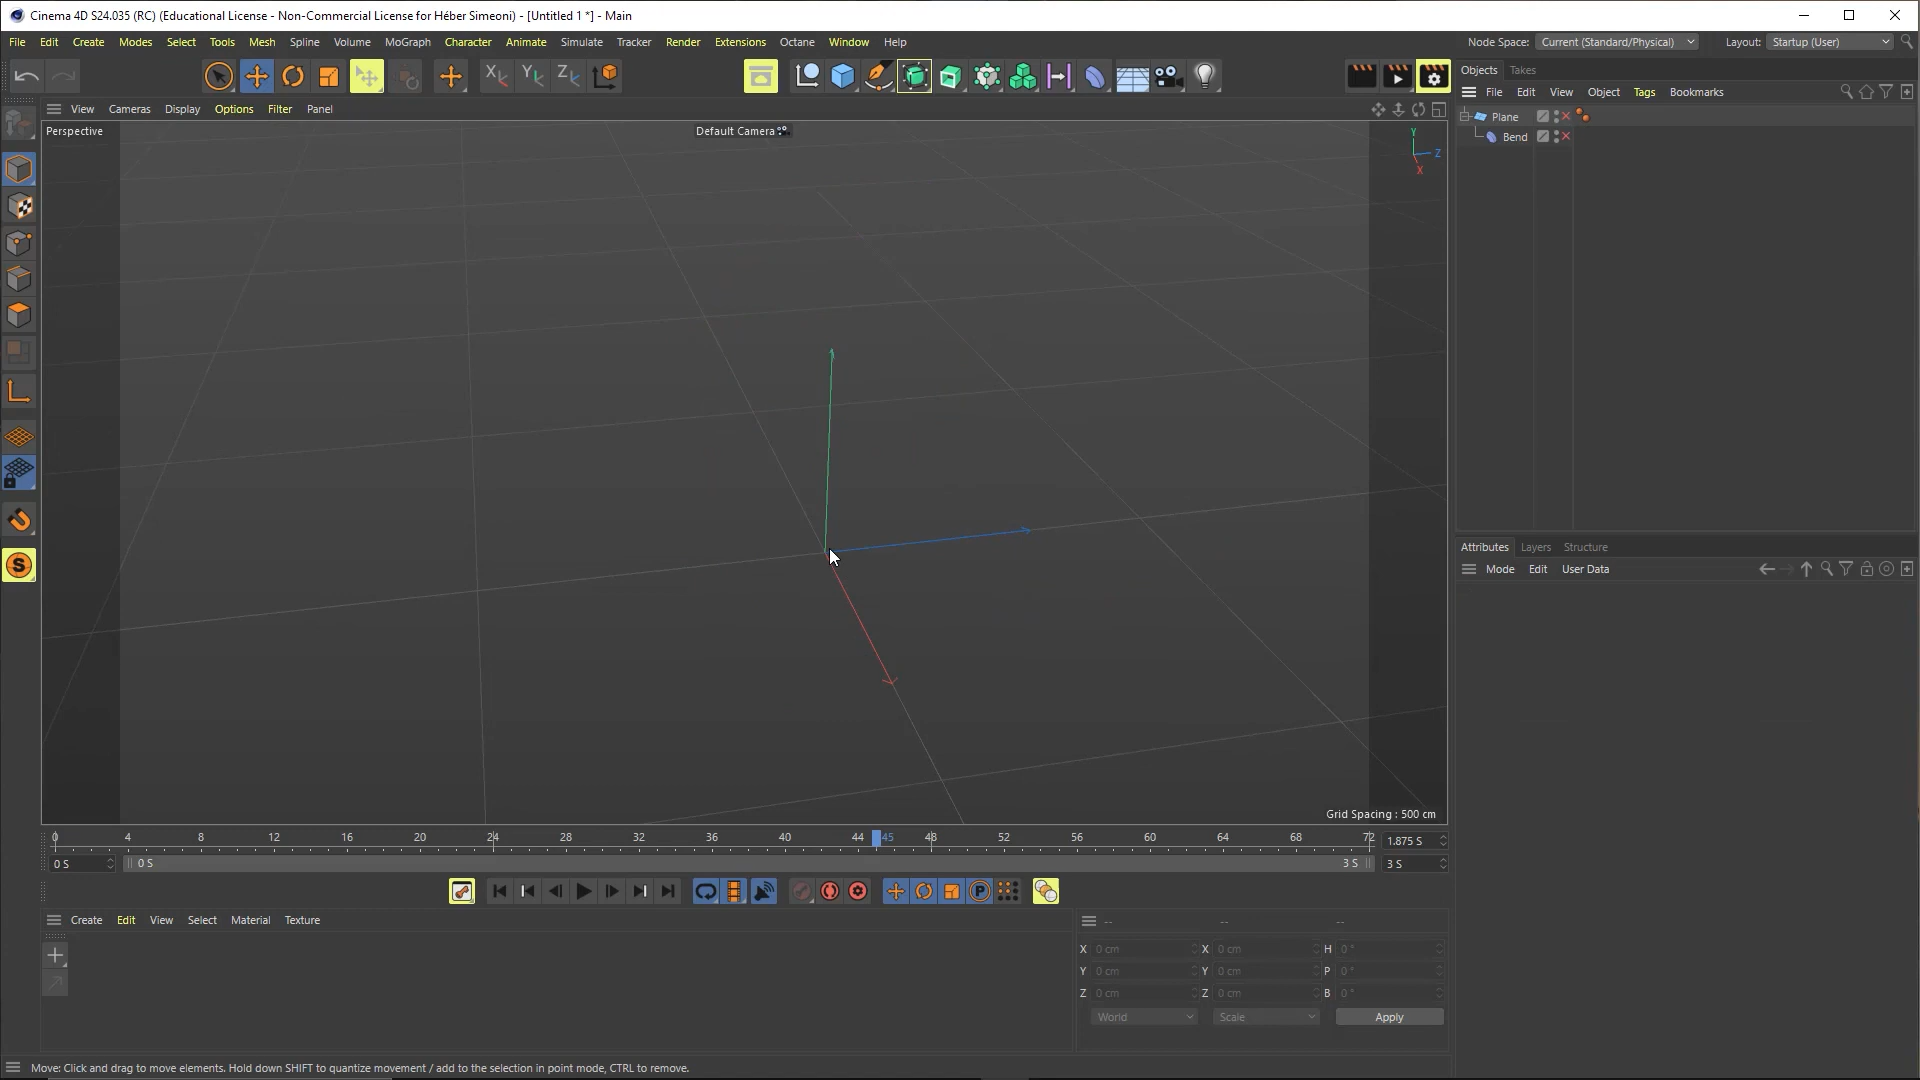 Cinema 4D S24.035 (RC) (Educational License - Non-Commercial License for Héber Simeoni) - [Untitled 1 *] - Main
File Edit Create Modes Select Tools Mesh Spline Volume MoGraph Character Animate Simulate Tracker Render Extensions Octane Window Help Node Space: Current (Standard/Physical) Layout: Startup (User)
X Y Z
Objects Takes
File Edit View Object Tags Bookmarks
View Cameras Display Options Filter Panel
Perspective
Default Camera
Y
Z
X
Plane
Bend
Attributes Layers Structure
Mode Edit User Data
S
Grid Spacing : 500 cm
0 4 8 12 16 20 24 28 32 36 40 44 45 48 52 56 60 64 68 72 1.875 S
0 S 0 S 3 S 3 S
P
Create Edit View Select Material Texture
-- -- --
X 0 cm X 0 cm H 0 °
Y 0 cm Y 0 cm P 0 °
Z 0 cm Z 0 cm B 0 °
World Scale Apply
Move: Click and drag to move elements. Hold down SHIFT to quantize movement / add to the selection in point mode, CTRL to remove.